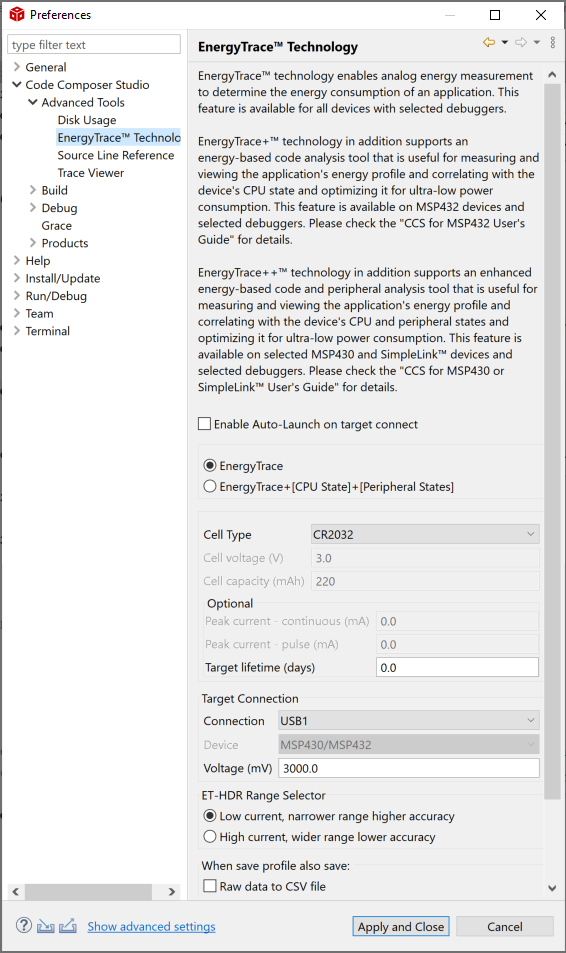 Preferences
type filter text
General
Code Composer Studio
Advanced Tools
Disk Usage
EnergyTrace™ Technolo
Source Line Reference
Trace Viewer
Build
Debug
Grace
Products
Help
Install/Update
Run/Debug
Team
Terminal
EnergyTrace™ Technology
EnergyTrace™ technology enables analog energy measurement
to determine the energy consumption of an application. This
feature is available for all devices with selected debuggers.
EnergyTrace+™ technology in addition supports an
energy-based code analysis tool that is useful for measuring and
viewing the application's energy profile and correlating with the
device's CPU state and optimizing it for ultra-low power
consumption. This feature is available on MSP432 devices and
selected debuggers. Please check the "CCS for MSP432 User's
Guide" for details.
EnergyTrace++™ technology in addition supports an enhanced
energy-based code and peripheral analysis tool that is useful for
measuring and viewing the application's energy profile and
correlating with the device's CPU and peripheral states and
optimizing it for ultra-low power consumption. This feature is
available on selected MSP430 and SimpleLink™ devices and
selected debuggers. Please check the "CCS for MSP430 or
SimpleLink™ User's Guide" for details.
Enable Auto-Launch on target connect
EnergyTrace
EnergyTrace+[CPU State]+[Peripheral States]
Cell Type CR2032
Cell voltage (V) 3.0
Cell capacity (mAh) 220
Optional
Peak current - continuous (mA) 0.0
Peak current - pulse (mA) 0.0
Target lifetime (days) 0.0
Target Connection
Connection USB1
Device MSP430/MSP432
Voltage (mV) 3000.0
ET-HDR Range Selector
Low current, narrower range higher accuracy
High current, wider range lower accuracy
When save profile also save:
Raw data to CSV file
Show advanced settings
Apply and Close
Cancel